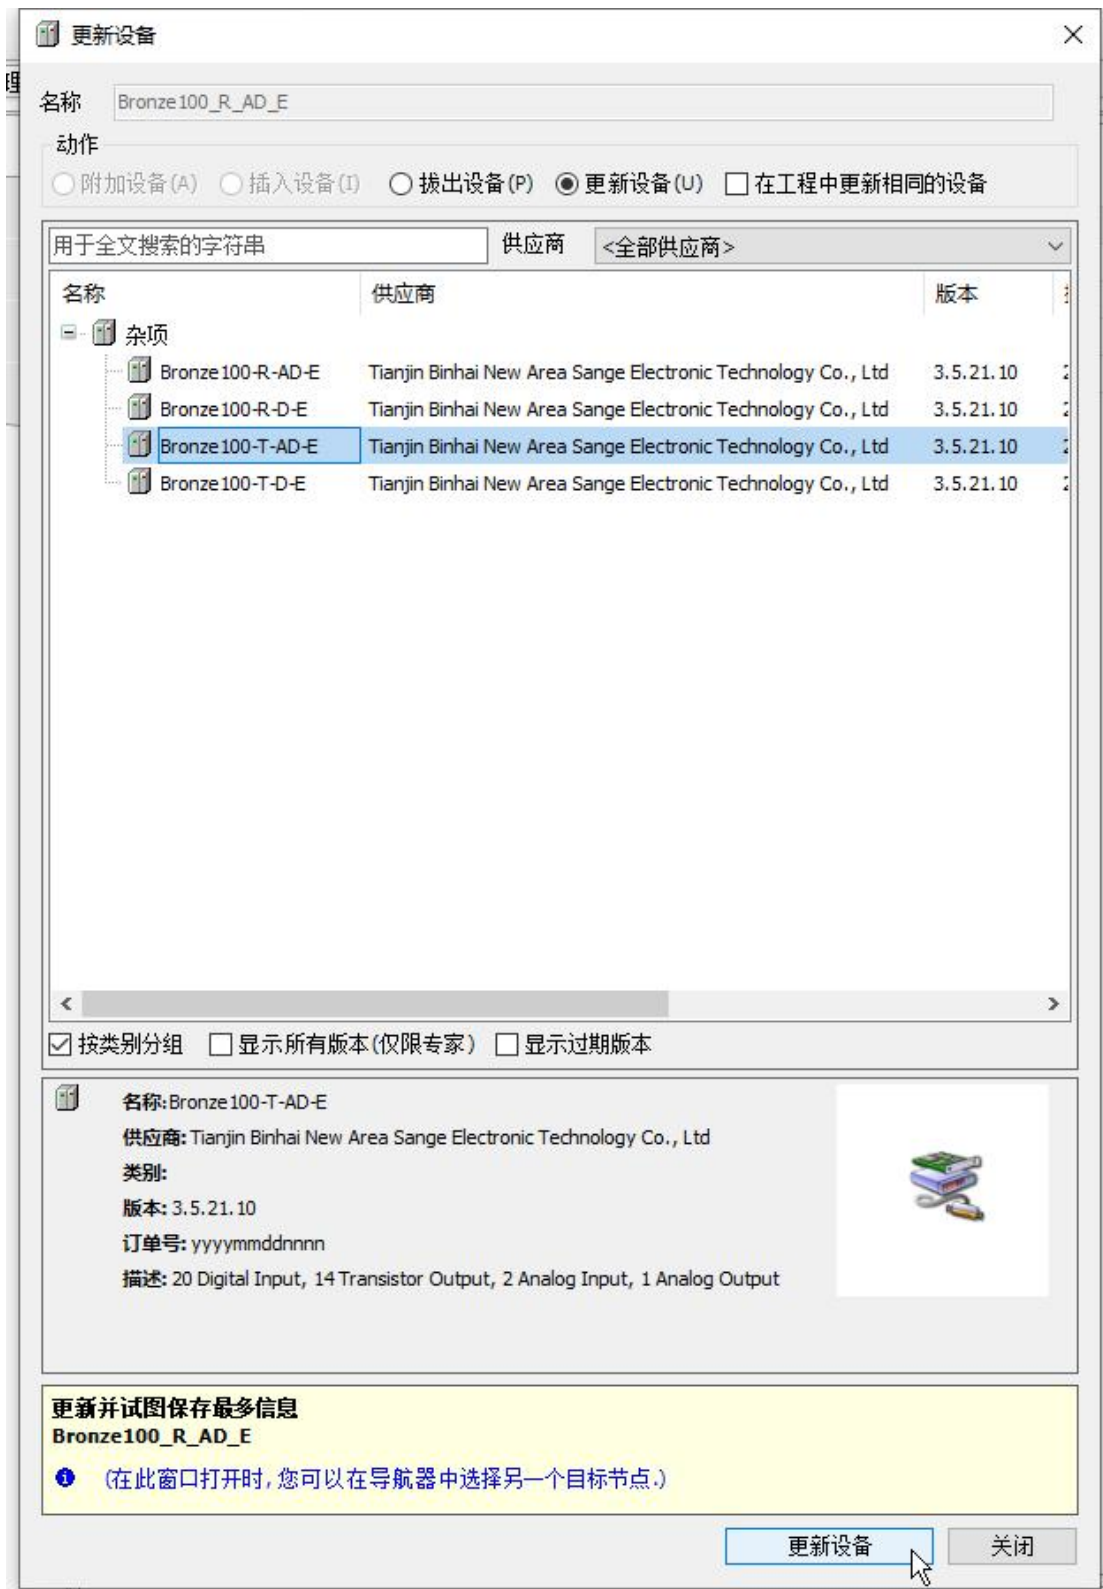 更新设备
理
名称 Bronze100_R_AD_E
动作
附加设备(A) 插入设备(I) 拔出设备(P) 更新设备(U) 在工程中更新相同的设备
用于全文搜索的字符串 供应商 <全部供应商>
名称 供应商 版本
杂项
Bronze100-R-AD-E Tianjin Binhai New Area Sange Electronic Technology Co., Ltd 3.5.21.10
Bronze100-R-D-E Tianjin Binhai New Area Sange Electronic Technology Co., Ltd 3.5.21.10
Bronze100-T-AD-E Tianjin Binhai New Area Sange Electronic Technology Co., Ltd 3.5.21.10
Bronze100-T-D-E Tianjin Binhai New Area Sange Electronic Technology Co., Ltd 3.5.21.10
按类别分组 显示所有版本(仅限专家) 显示过期版本
名称:Bronze100-T-AD-E
供应商: Tianjin Binhai New Area Sange Electronic Technology Co., Ltd
类别:
版本: 3.5.21.10
订单号: yyyymmddnnnn
描述: 20 Digital Input, 14 Transistor Output, 2 Analog Input, 1 Analog Output
更新并试图保存最多信息
Bronze100_R_AD_E
(在此窗口打开时,您可以在导航器中选择另一个目标节点.)
更新设备 关闭